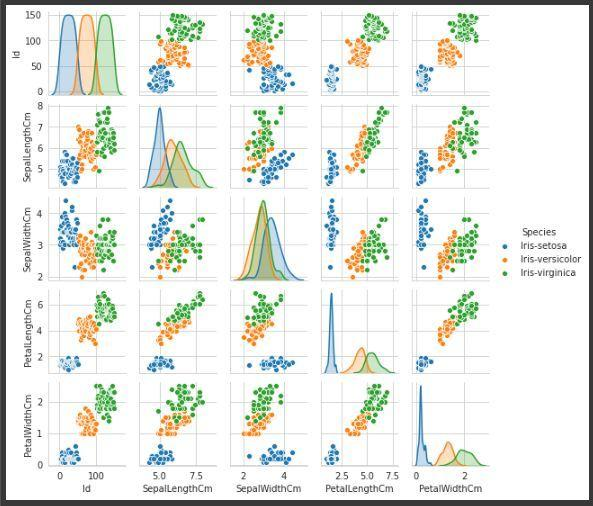 150
100
50
0
Id
8
7
6
5
SepalLengthCm
4
3
2
SepalWidthCm
Species
Iris-setosa
Iris-versicolor
Iris-virginica
6
4
2
PetalLengthCm
2
1
0
PetalWidthCm
0 100 5.0 7.5 2 4 2.5 5.0 7.5 0 2
Id SepalLengthCm SepalWidthCm PetalLengthCm PetalWidthCm